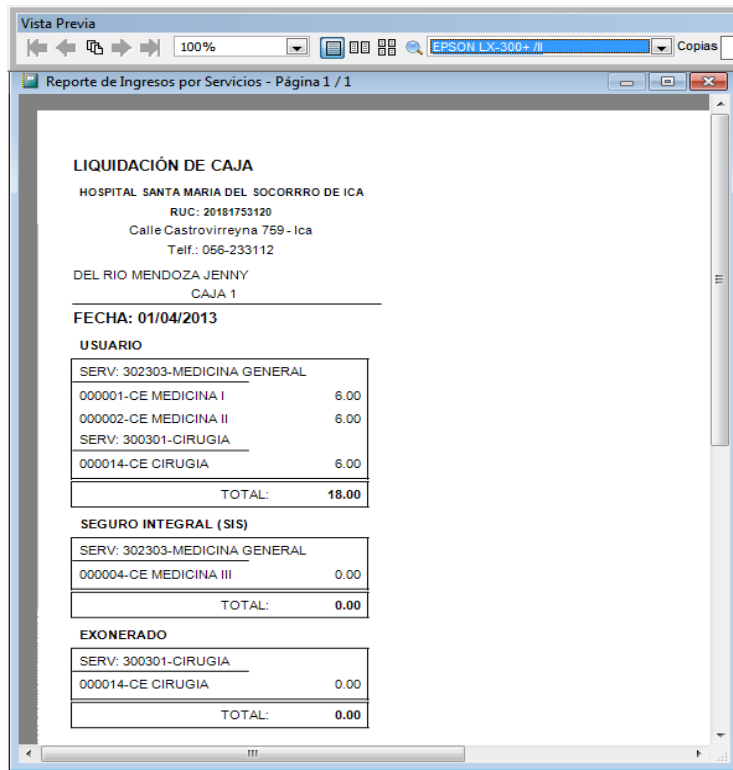 Vista Previa
100% EPSON LX-300+ /II Copias
Reporte de Ingresos por Servicios - Página 1 / 1
LIQUIDACIÓN DE CAJA
HOSPITAL SANTA MARIA DEL SOCORRRO DE ICA
RUC: 20181753120
Calle Castrovirreyna 759 - Ica
Telf.: 056-233112
DEL RIO MENDOZA JENNY
CAJA 1
FECHA: 01/04/2013
USUARIO
SERV: 302303-MEDICINA GENERAL
000001-CE MEDICINA I 6.00
000002-CE MEDICINA II 6.00
SERV: 300301-CIRUGIA
000014-CE CIRUGIA 6.00
TOTAL: 18.00
SEGURO INTEGRAL (SIS)
SERV: 302303-MEDICINA GENERAL
000004-CE MEDICINA III 0.00
TOTAL: 0.00
EXONERADO
SERV: 300301-CIRUGIA
000014-CE CIRUGIA 0.00
TOTAL: 0.00